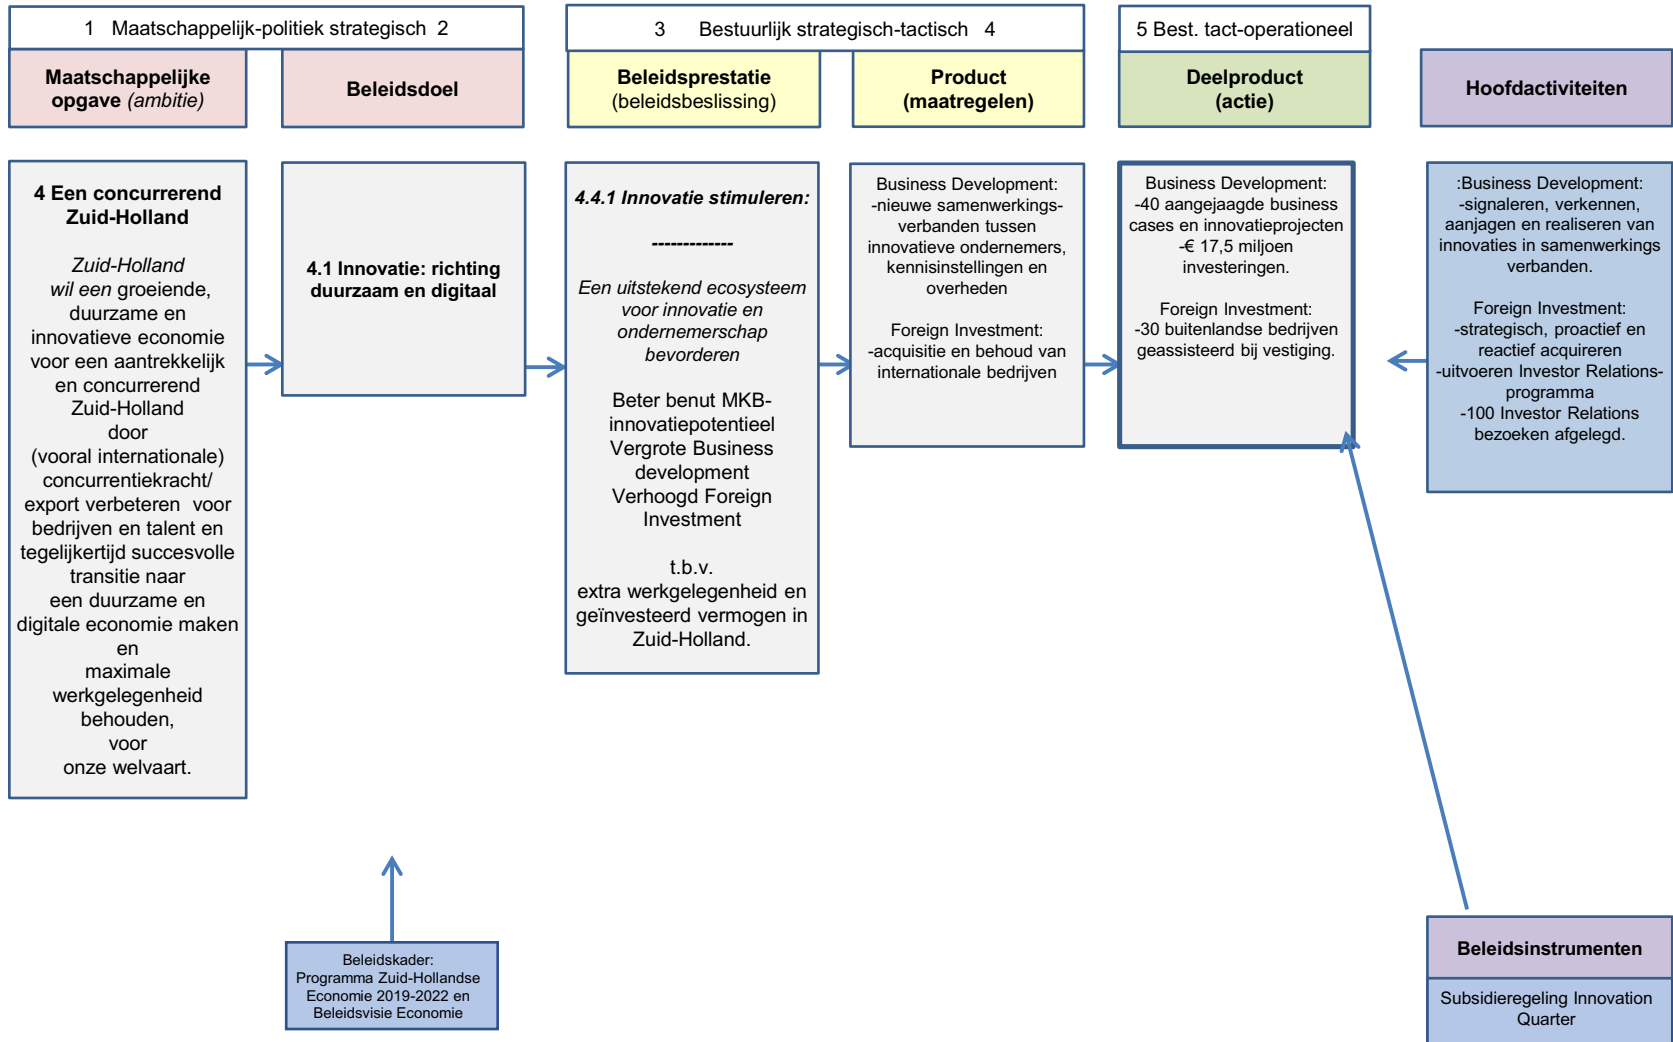 1 Maatschappelijk-politiek strategisch 2
3 Bestuurlijk strategisch-tactisch 4
5 Best. tact-operationeel
Maatschappelijke
opgave (ambitie)
Beleidsdoel
Beleidsprestatie
(beleidsbeslissing)
Product
(maatregelen)
Deelproduct
(actie)
Hoofdactiviteiten
4 Een concurrerend
Zuid-Holland
Zuid-Holland
wil een groeiende,
duurzame en
innovatieve economie
voor een aantrekkelijk
en concurrerend
Zuid-Holland
door
(vooral internationale)
concurrentiekracht/
export verbeteren voor
bedrijven en talent en
tegelijkertijd succesvolle
transitie naar
een duurzame en
digitale economie maken
en
maximale
werkgelegenheid
behouden,
voor
onze welvaart.
4.1 Innovatie: richting
duurzaam en digitaal
4.4.1 Innovatie stimuleren:
-------------
Een uitstekend ecosysteem
voor innovatie en
ondernemerschap
bevorderen
Beter benut MKB-
innovatiepotentieel
Vergrote Business
development
Verhoogd Foreign
Investment
t.b.v.
extra werkgelegenheid en
geïnvesteerd vermogen in
Zuid-Holland.
Business Development:
-nieuwe samenwerkings-
verbanden tussen
innovatieve ondernemers,
kennisinstellingen en
overheden
Foreign Investment:
-acquisitie en behoud van
internationale bedrijven
Business Development:
-40 aangejaagde business
cases en innovatieprojecten
-€ 17,5 miljoen
investeringen.
Foreign Investment:
-30 buitenlandse bedrijven
geassisteerd bij vestiging.
:Business Development:
-signaleren, verkennen,
aanjagen en realiseren van
innovaties in samenwerkings
verbanden.
Foreign Investment:
-strategisch, proactief en
reactief acquireren
-uitvoeren Investor Relations-
programma
-100 Investor Relations
bezoeken afgelegd.
Beleidskader:
Programma Zuid-Hollandse
Economie 2019-2022 en
Beleidsvisie Economie
Beleidsinstrumenten
Subsidieregeling Innovation
Quarter